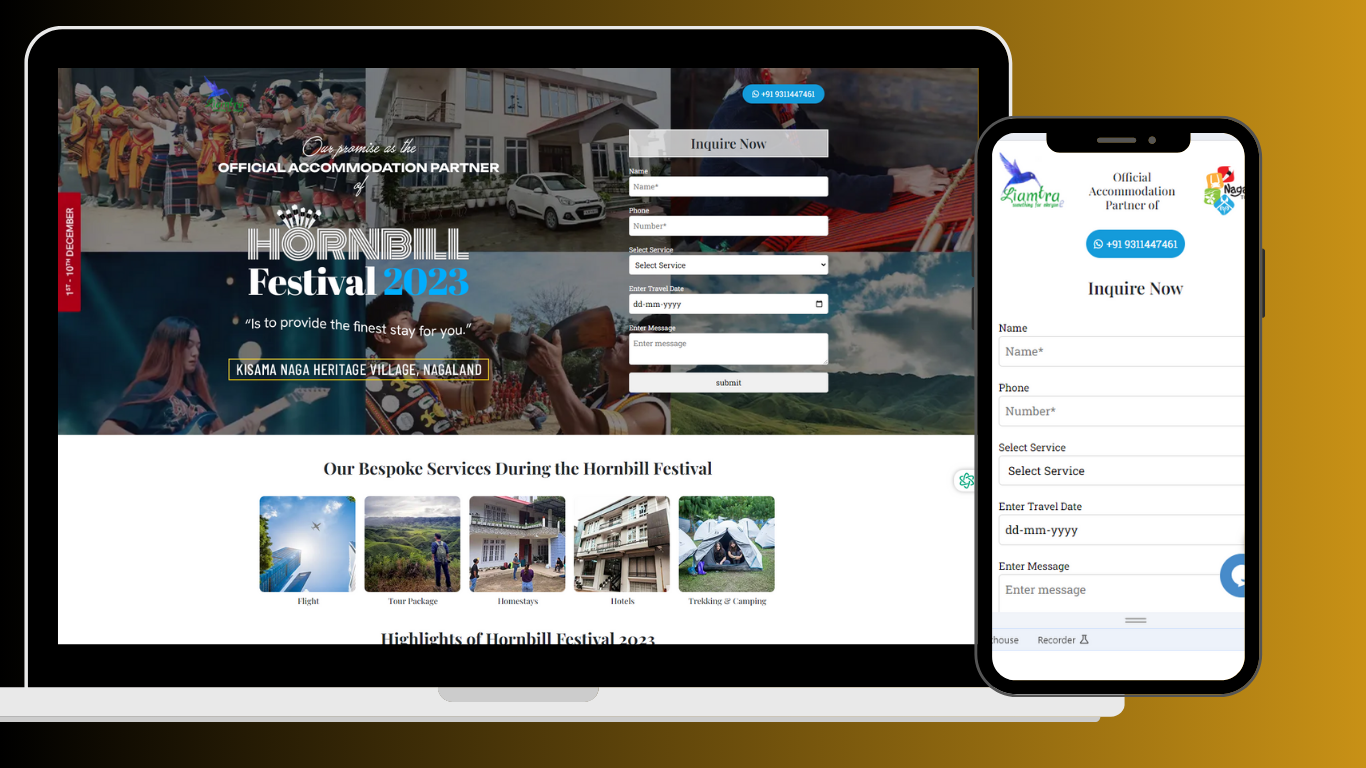 Liamtra
+91 9311447461
Our promise as the
OFFICIAL ACCOMMODATION PARTNER
of
HORNBILL
Festival 2023
“Is to provide the finest stay for you.”
KISAMA NAGA HERITAGE VILLAGE, NAGALAND
1ST - 10TH DECEMBER
Inquire Now
Name
Name*
Phone
Number*
Select Service
Select Service
Enter Travel Date
dd-mm-yyyy
Enter Message
Enter message
submit
Our Bespoke Services During the Hornbill Festival
Flight
Tour Package
Homestays
Hotels
Trekking & Camping
Highlights of Hornbill Festival 2023
Liamtra
something for everyone
Official
Accommodation
Partner of
Naga
+91 9311447461
Inquire Now
Name
Name*
Phone
Number*
Select Service
Select Service
Enter Travel Date
dd-mm-yyyy
Enter Message
Enter message
house Recorder